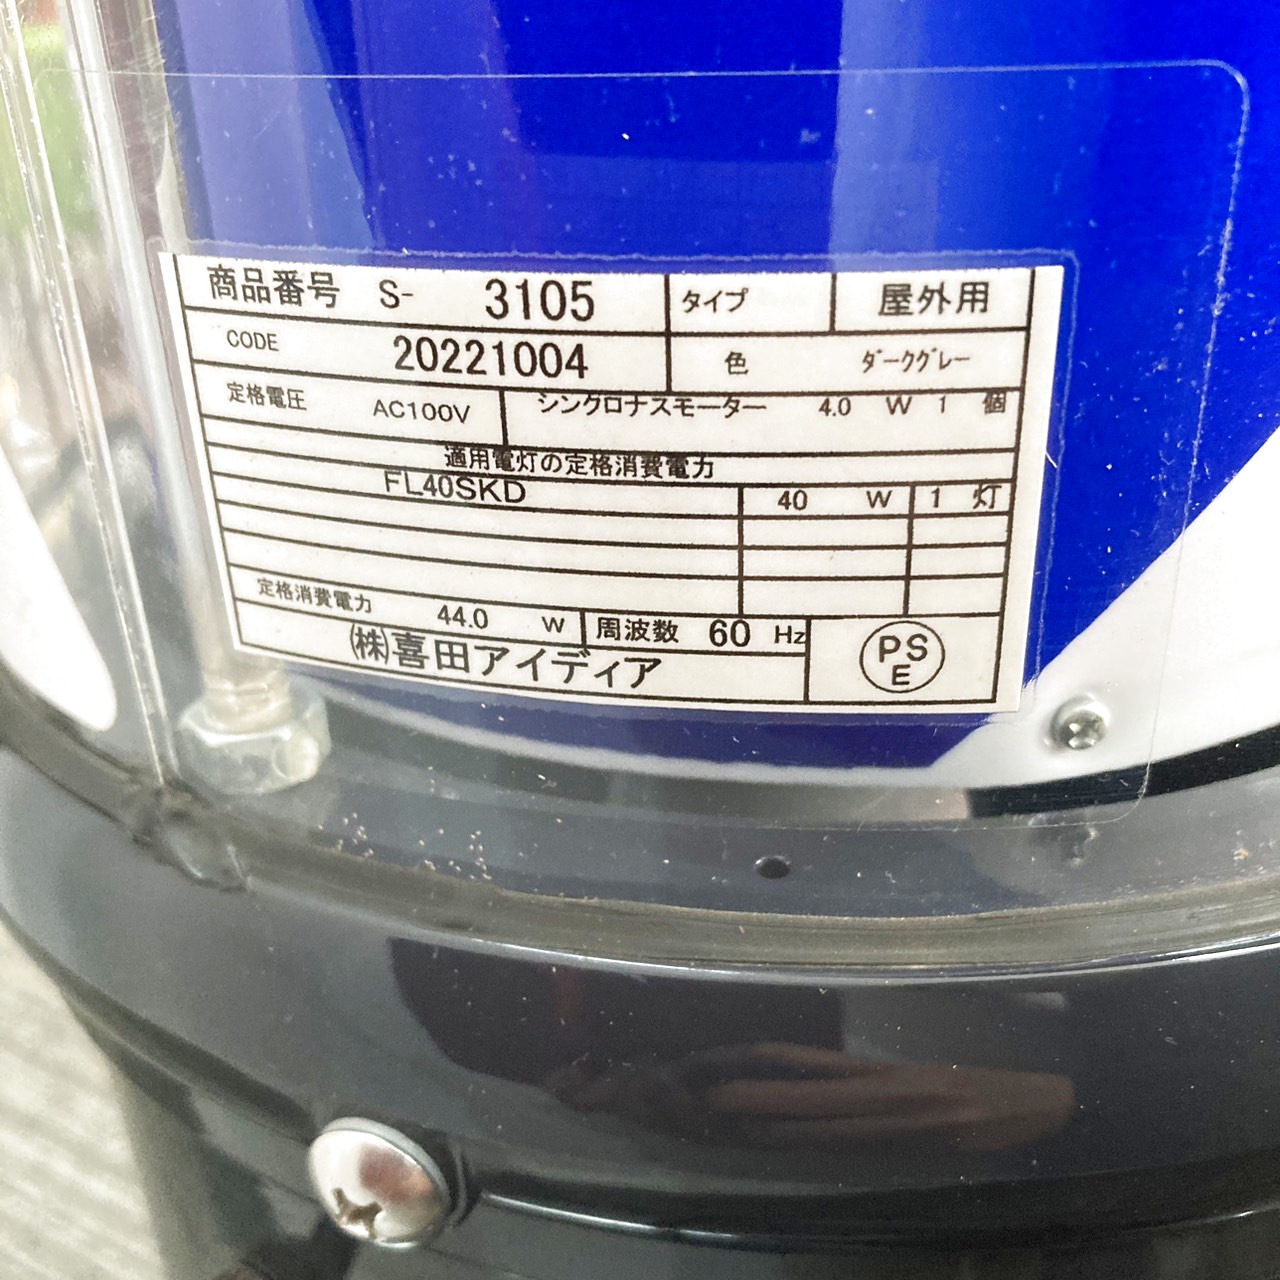 商品番号 S- 3105 タイプ 屋外用
CODE 20221004 色 ダークグレー
定格電圧 AC100V シンクロナスモーター 4.0 W 1 個
適用電灯の定格消費電力
FL40SKD 40 W 1 灯
定格消費電力 44.0 W 周波数 60 Hz
㈱喜田アイディア PSE